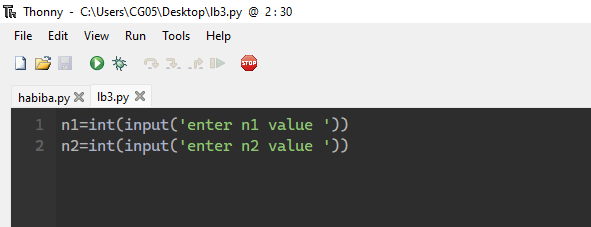 Thonny - C:\Users\CG05\Desktop\lb3.py @ 2:30
File Edit View Run Tools Help
STOP
habiba.py lb3.py
1 n1=int(input('enter n1 value '))
2 n2=int(input('enter n2 value '))